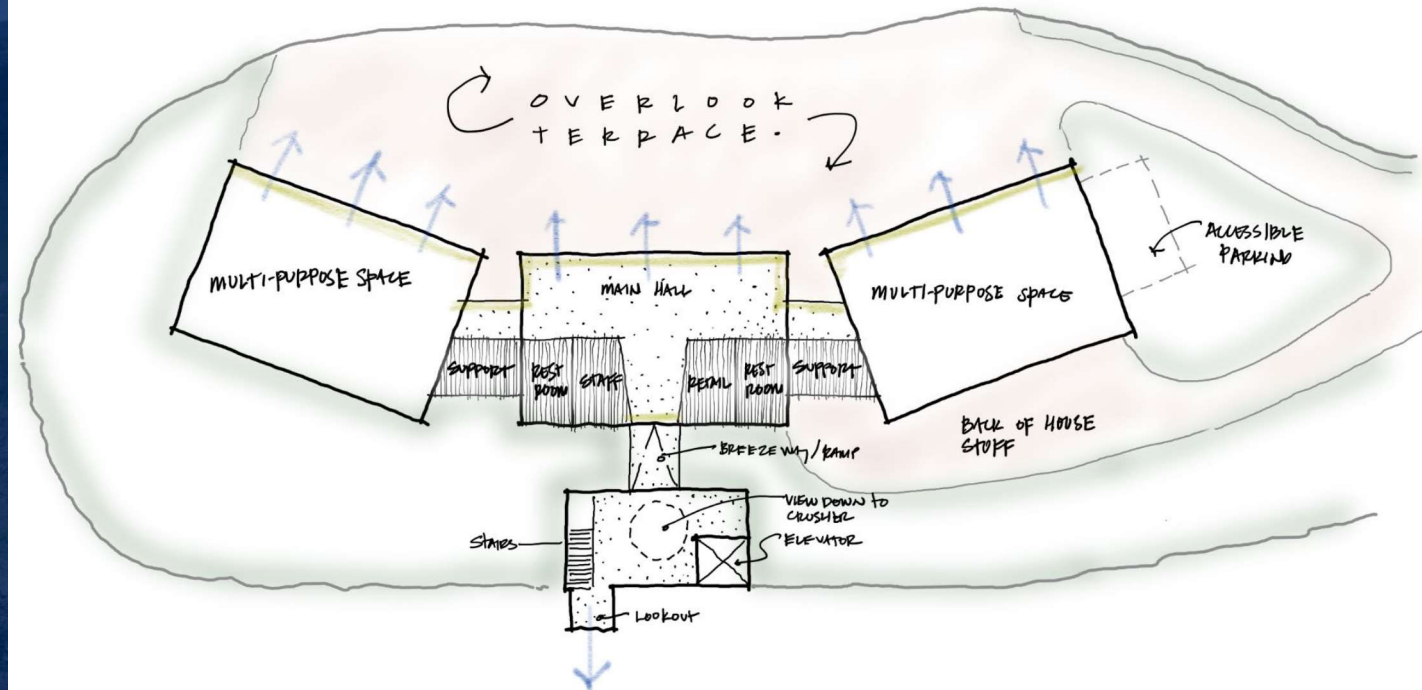 OVERLOOK
TERRACE.
MULTI-PURPOSE SPACE
MAIN HALL
MULTI-PURPOSE SPACE
ACCESSIBLE
PARKING
SUPPORT
REST
ROOM
STAFF
RETAIL
REST
ROOM
SUPPORT
BACK OF HOUSE
STUFF
BREEZEWAY/RAMP
VIEW DOWN TO
CRUSHER
STAIRS
ELEVATOR
LOOKOUT